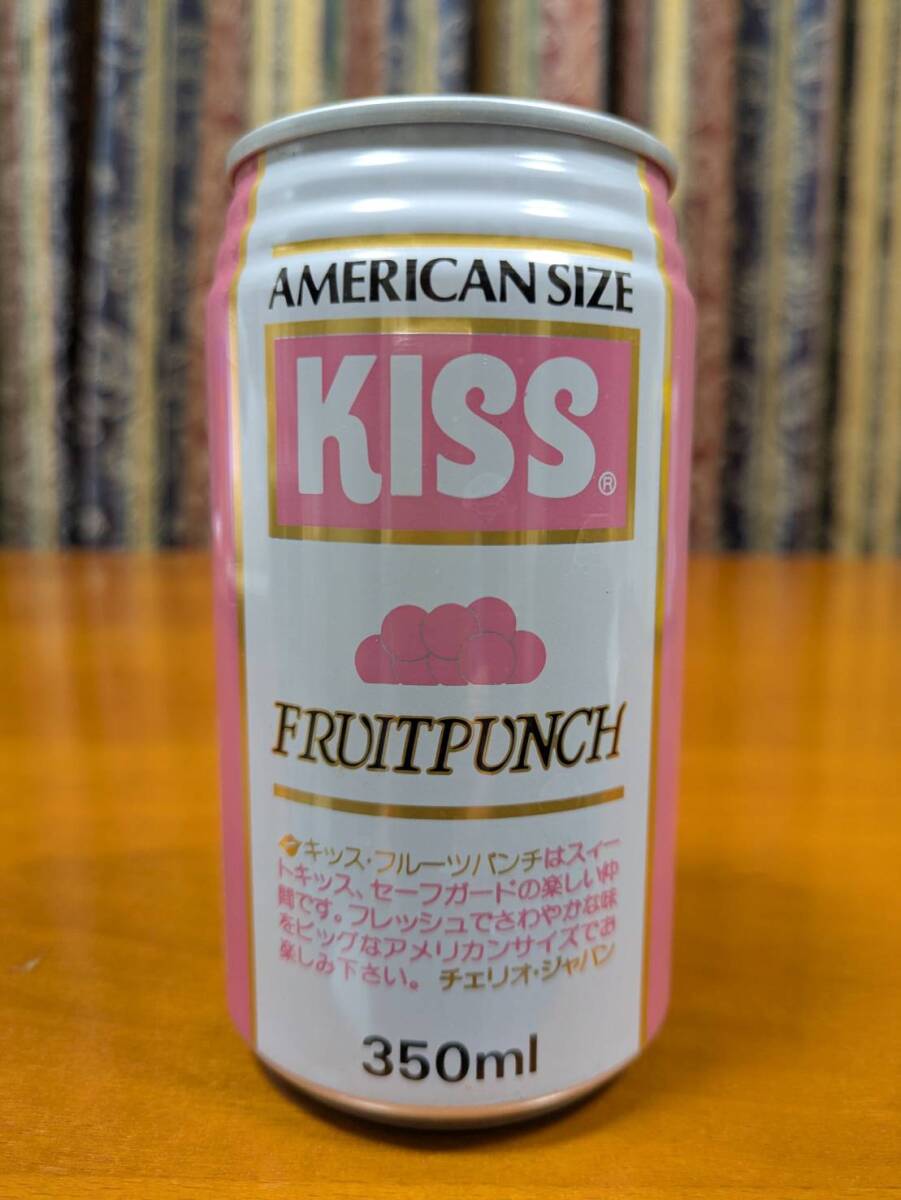 AMERICAN SIZE
KISS®
FRUITPUNCH
キッス・フルーツパンチはスィー
トキッス、セーフガードの楽しい仲
間です。フレッシュでさわやかな味
をビッグなアメリカンサイズでお
楽しみ下さい。 チェリオ・ジャパン
350ml